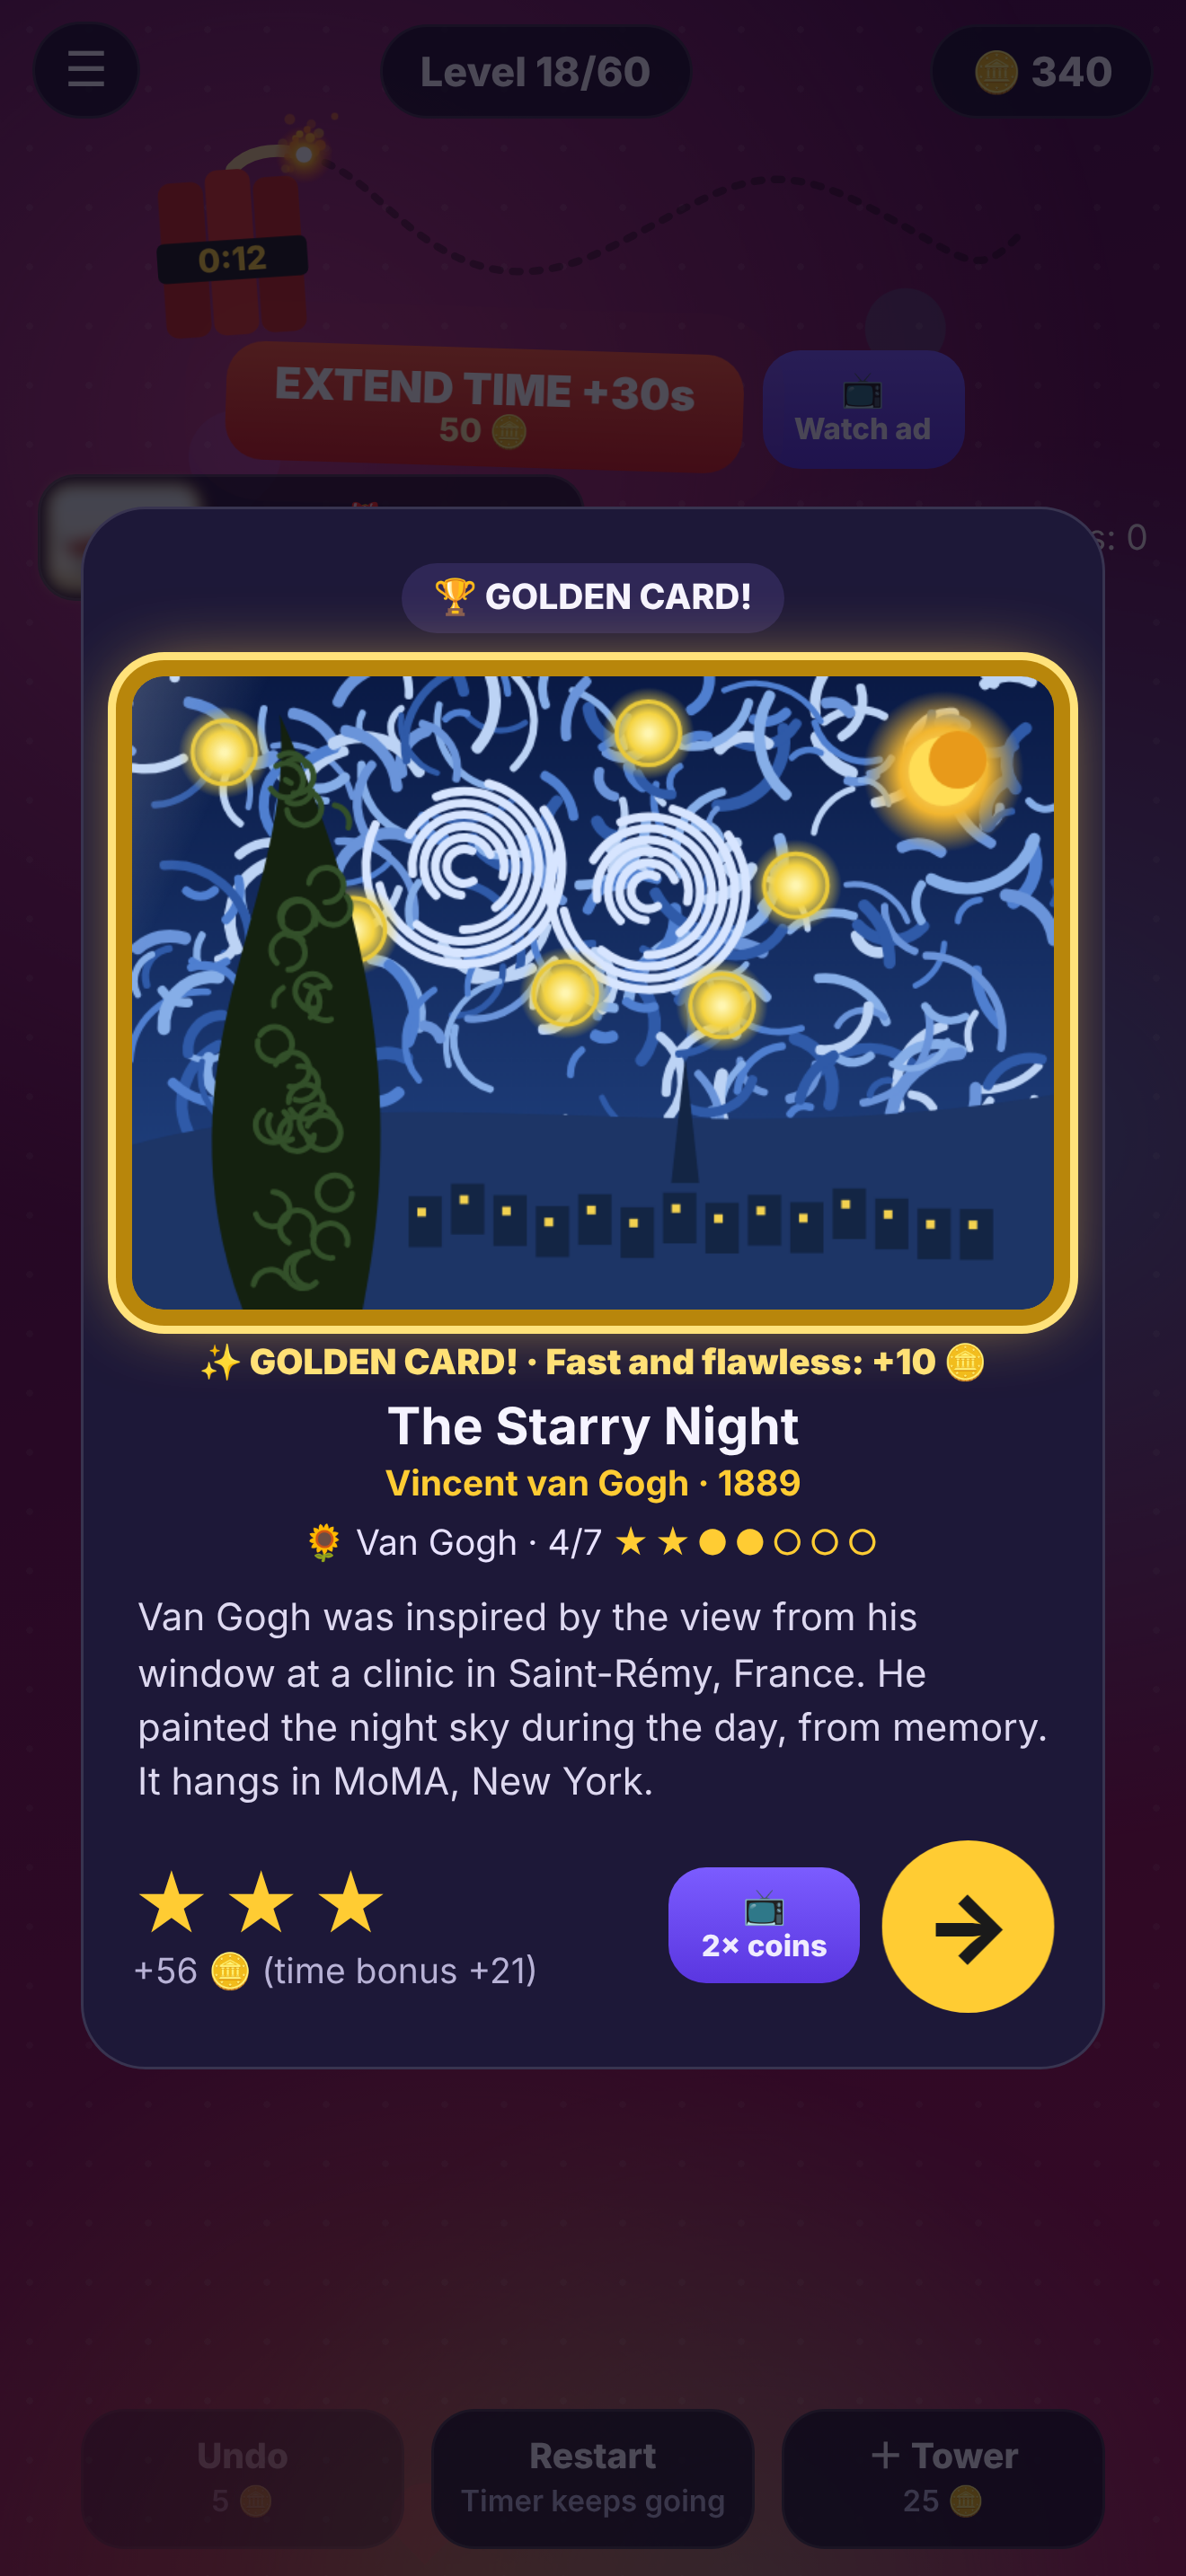 ☰
Level 18/60
🪙 340
0:12
EXTEND TIME +30s
50 🪙
📺
Watch ad
s: 0
🏆 GOLDEN CARD!
✨ GOLDEN CARD! · Fast and flawless: +10 🪙
The Starry Night
Vincent van Gogh · 1889
🌻 Van Gogh · 4/7 ★★●●○○○
Van Gogh was inspired by the view from his
window at a clinic in Saint-Rémy, France. He
painted the night sky during the day, from memory.
It hangs in MoMA, New York.
★★★
+56 🪙 (time bonus +21)
📺
2× coins
→
Undo
5 🪙
Restart
Timer keeps going
+ Tower
25 🪙